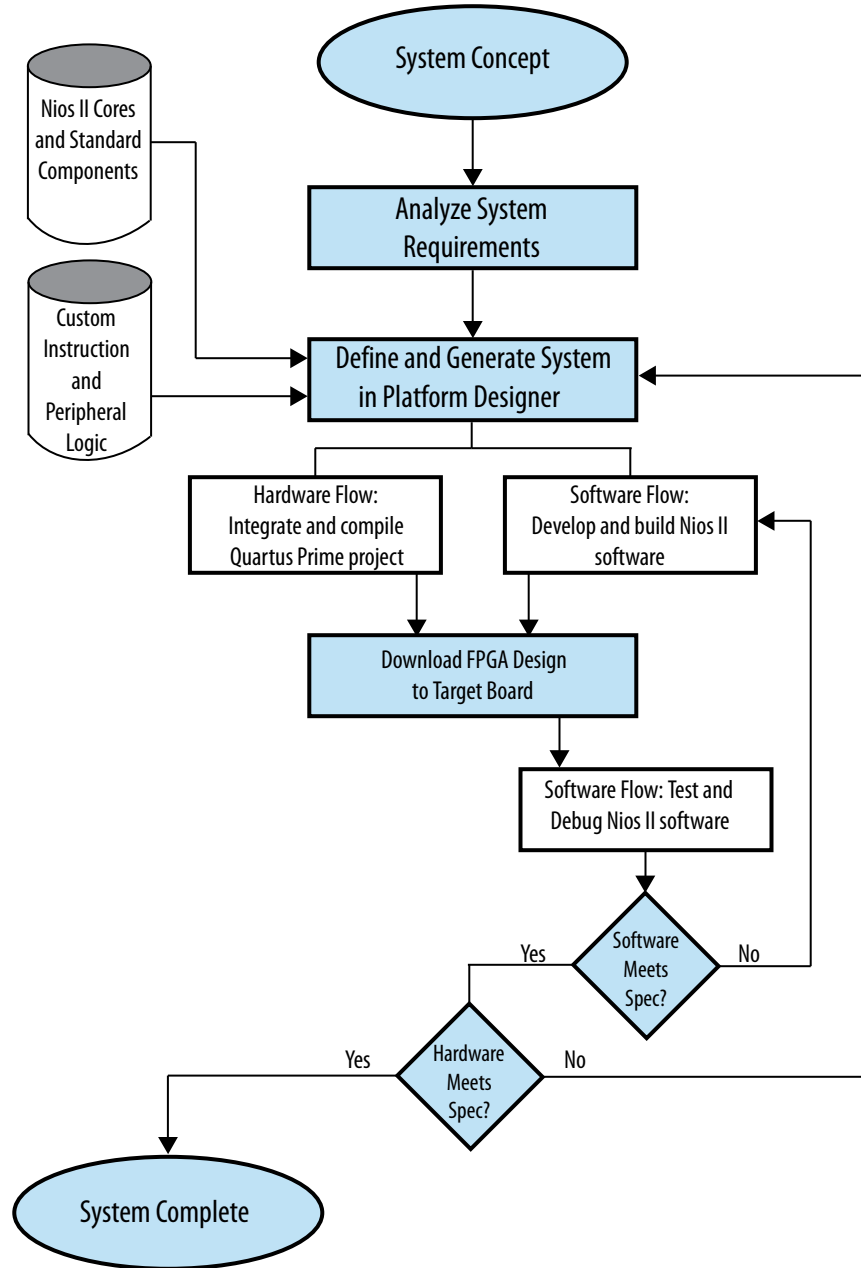 System Concept
Nios II Cores
and Standard
Components
Analyze System
Requirements
Custom
Instruction
and
Peripheral
Logic
Define and Generate System
in Platform Designer
Hardware Flow:
Integrate and compile
Quartus Prime project
Software Flow:
Develop and build Nios II
software
Download FPGA Design
to Target Board
Software Flow: Test and
Debug Nios II software
Software
Meets
Spec?
Yes
No
Hardware
Meets
Spec?
Yes
No
System Complete